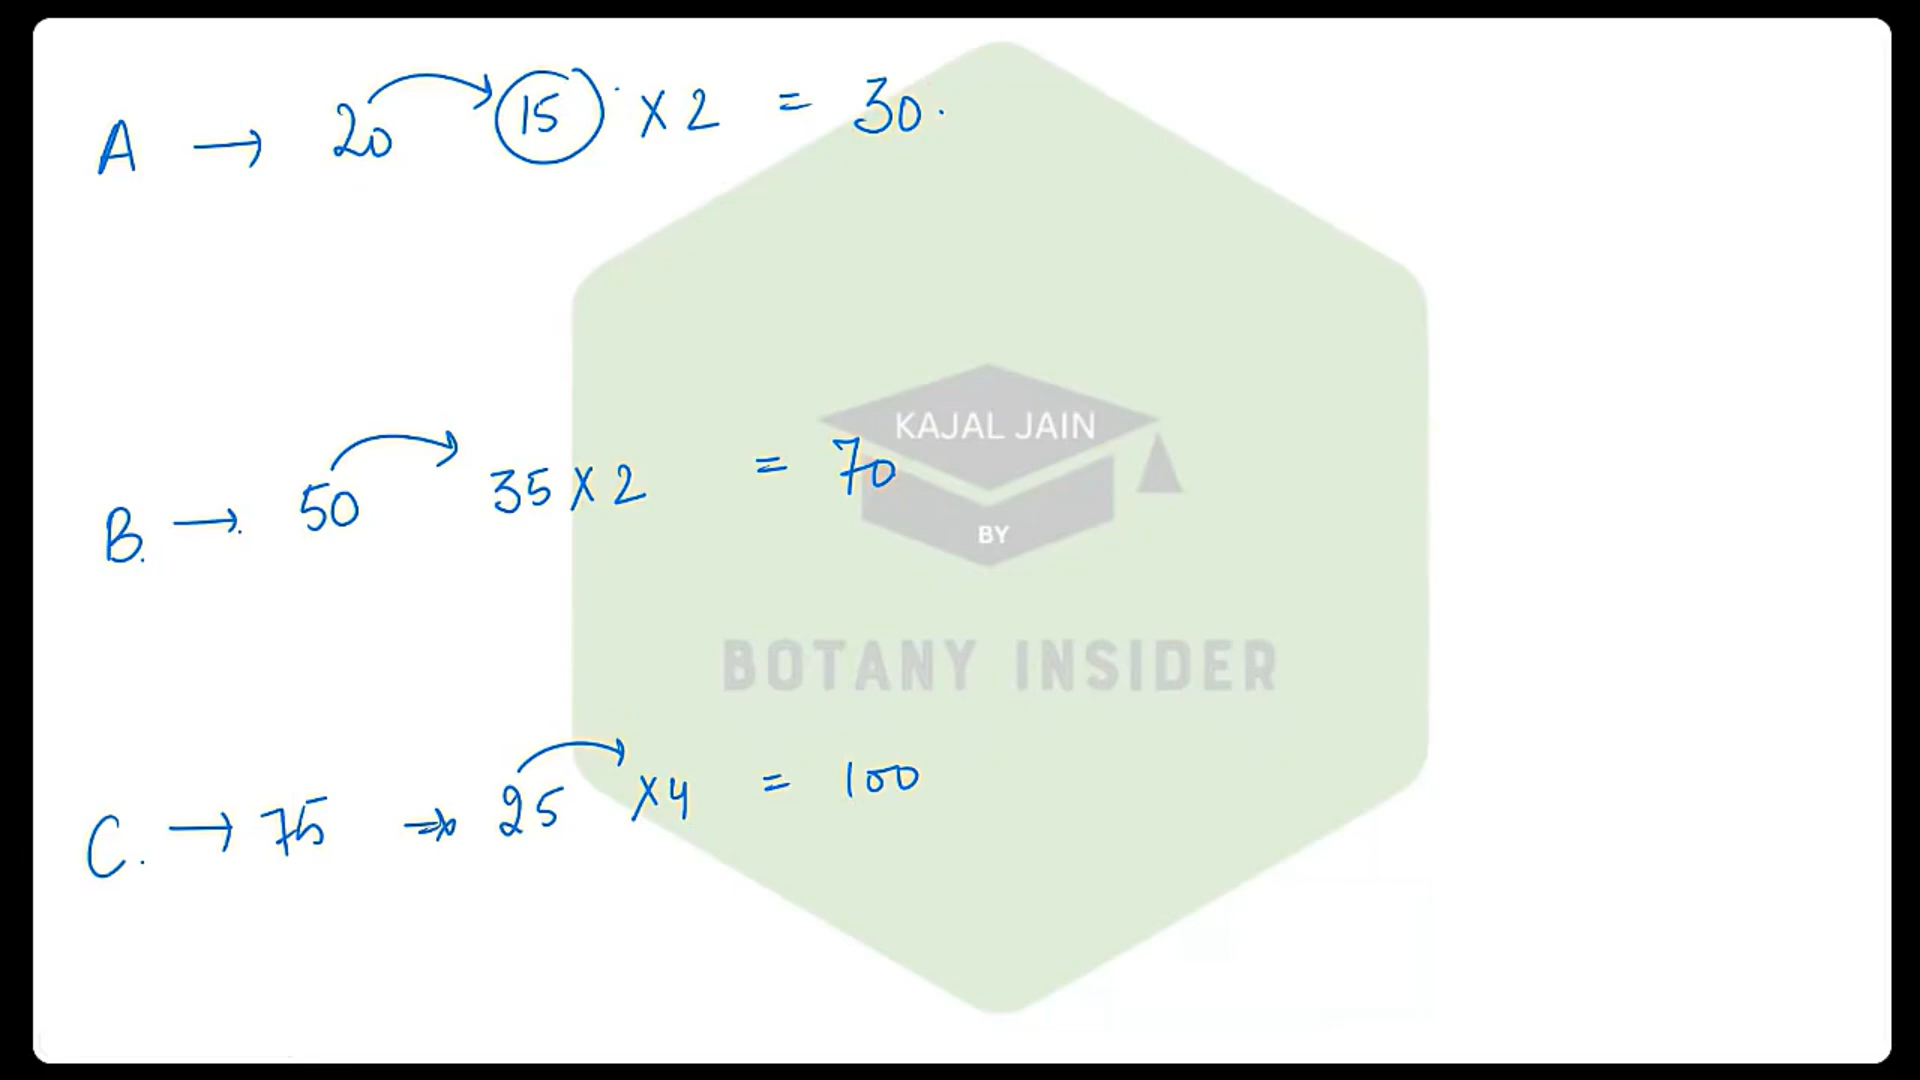 A → 20 15 × 2 = 30.
B. → 50 35 × 2 = 70
C. → 75 ⇒ 25 × 4 = 100
KAJAL JAIN
BY
BOTANY INSIDER